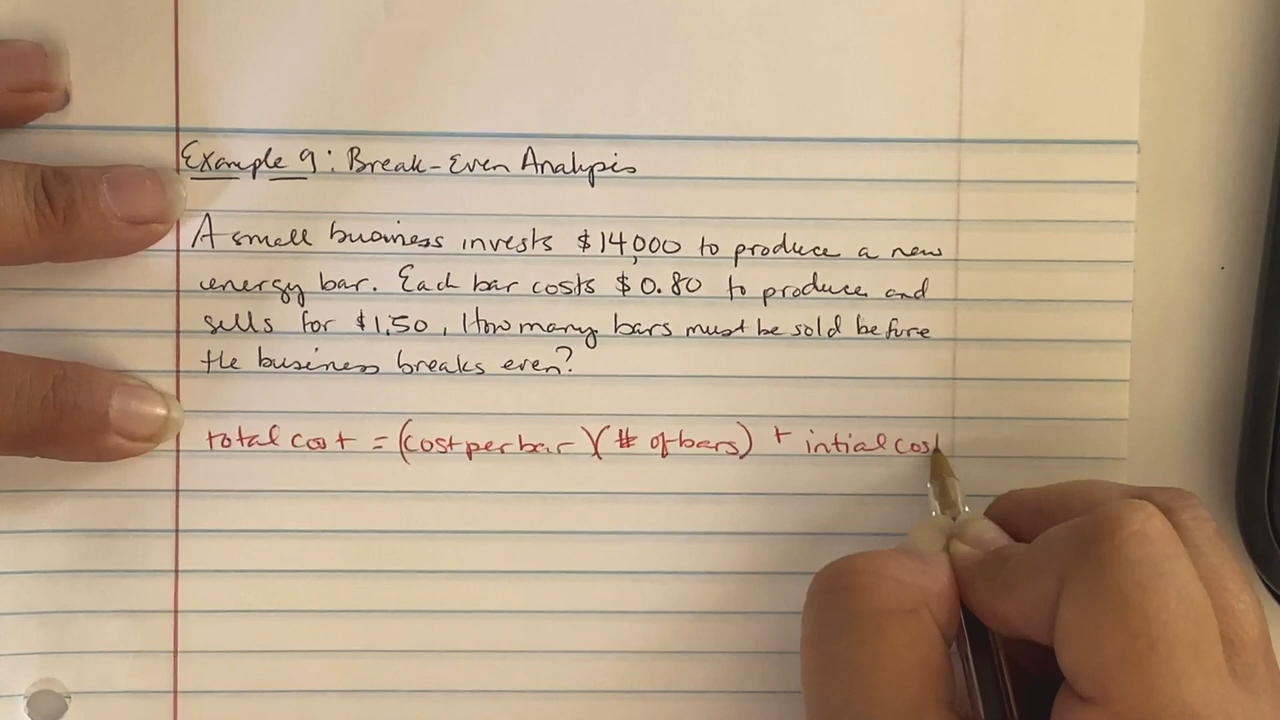 Example 9: Break-Even Analysis
A small business invests $14,000 to produce a new
energy bar. Each bar costs $0.80 to produce and
sells for $1.50. How many bars must be sold before
the business breaks even?
total cost = (cost per bar)(# of bars) + intial cost